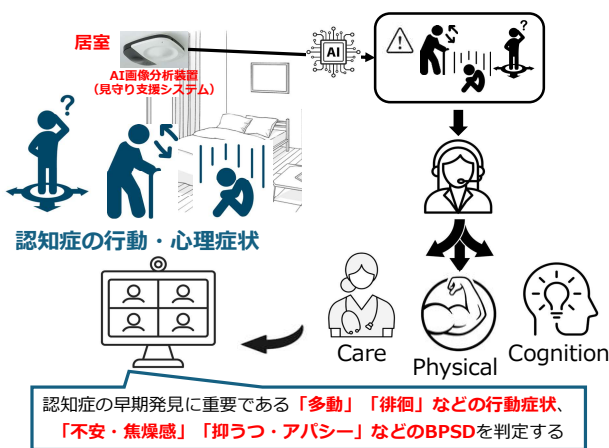 居室
AI画像分析装置
(見守り支援システム)
AI
?
?
認知症の行動・心理症状
Care
Physical
Cognition
認知症の早期発見に重要である「多動」「徘徊」などの行動症状、
「不安・焦燥感」「抑うつ・アパシー」などのBPSDを判定する